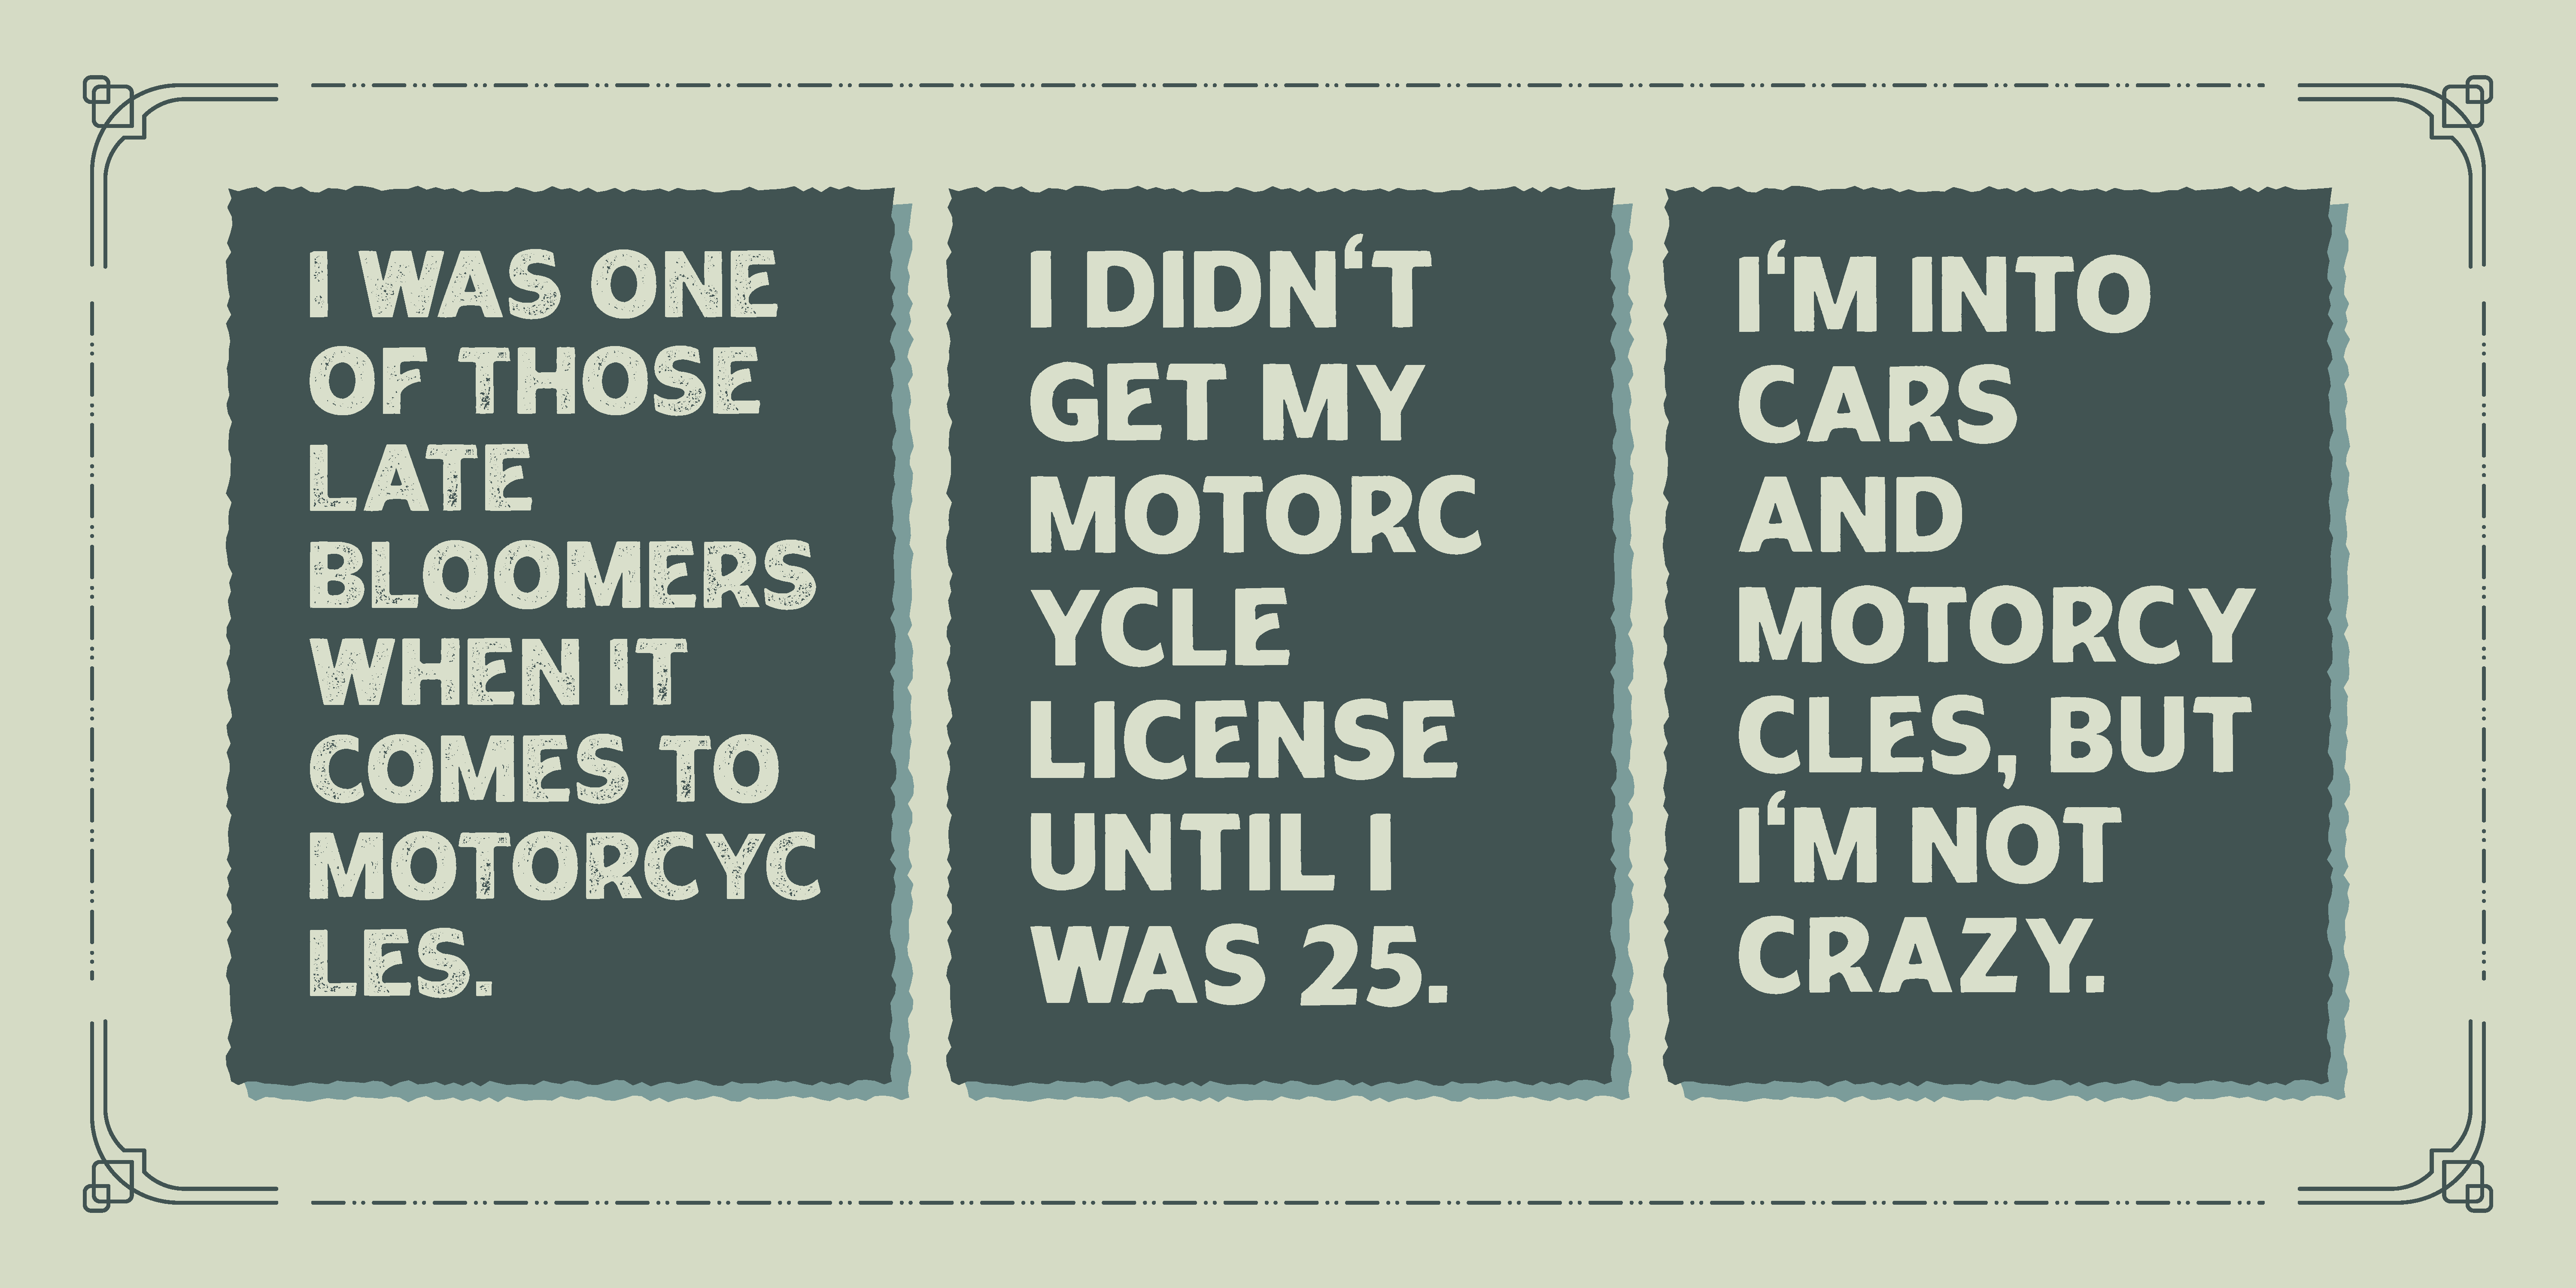 I WAS ONE
OF THOSE
LATE
BLOOMERS
WHEN IT
COMES TO
MOTORCYC
LES.
I DIDN‘T
GET MY
MOTORC
YCLE
LICENSE
UNTIL I
WAS 25.
I‘M INTO
CARS
AND
MOTORCY
CLES, BUT
I‘M NOT
CRAZY.